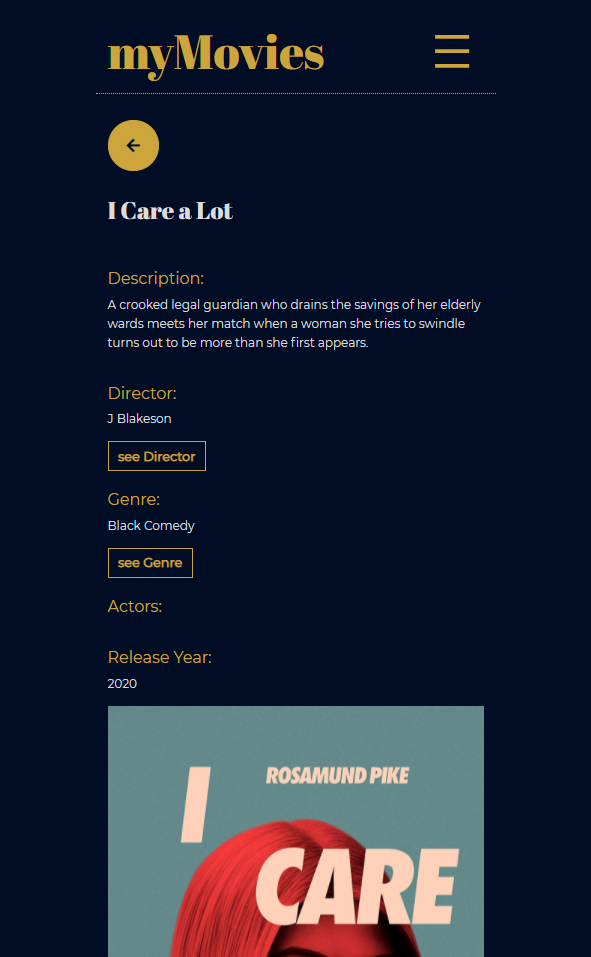 myMovies
I Care a Lot
Description:
A crooked legal guardian who drains the savings of her elderly
wards meets her match when a woman she tries to swindle
turns out to be more than she first appears.
Director:
J Blakeson
see Director
Genre:
Black Comedy
see Genre
Actors:
Release Year:
2020
I
ROSAMUND PIKE
CARE